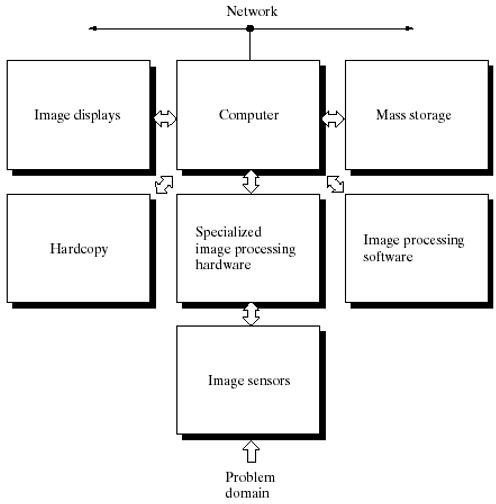 Network
Image displays
Computer
Mass storage
Hardcopy
Specialized
image processing
hardware
Image processing
software
Image sensors
Problem
domain